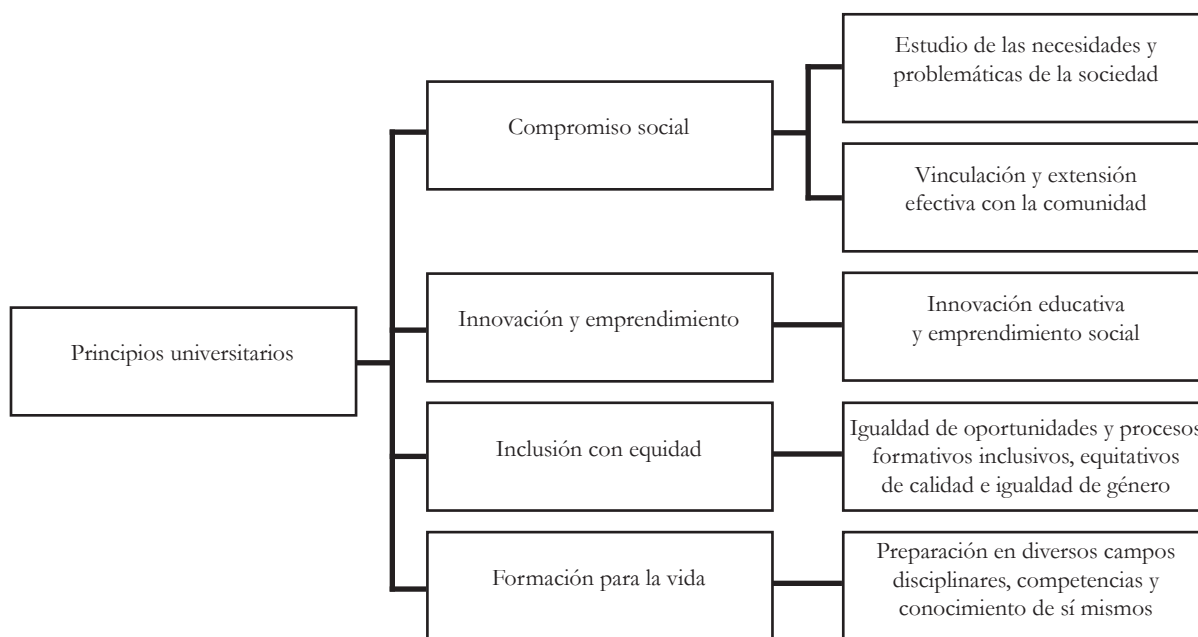 Principios universitarios
Compromiso social
Estudio de las necesidades y
problemáticas de la sociedad
Vinculación y extensión
efectiva con la comunidad
Innovación y emprendimiento
Innovación educativa
y emprendimiento social
Inclusión con equidad
Igualdad de oportunidades y procesos
formativos inclusivos, equitativos
de calidad e igualdad de género
Formación para la vida
Preparación en diversos campos
disciplinares, competencias y
conocimiento de sí mismos